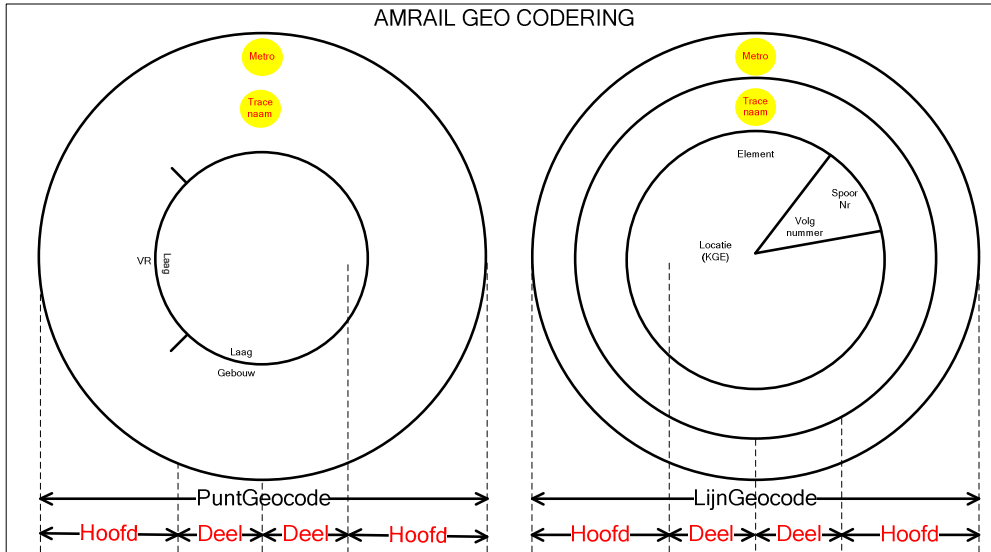 AMRAIL GEO CODERING
Metro
Trace
naam
VR
Laag
Laag
Gebouw
PuntGeocode
Hoofd
Deel
Deel
Hoofd
Metro
Trace
naam
Element
Spoor
Nr
Volg
nummer
Locatie
(KGE)
LijnGeocode
Hoofd
Deel
Deel
Hoofd